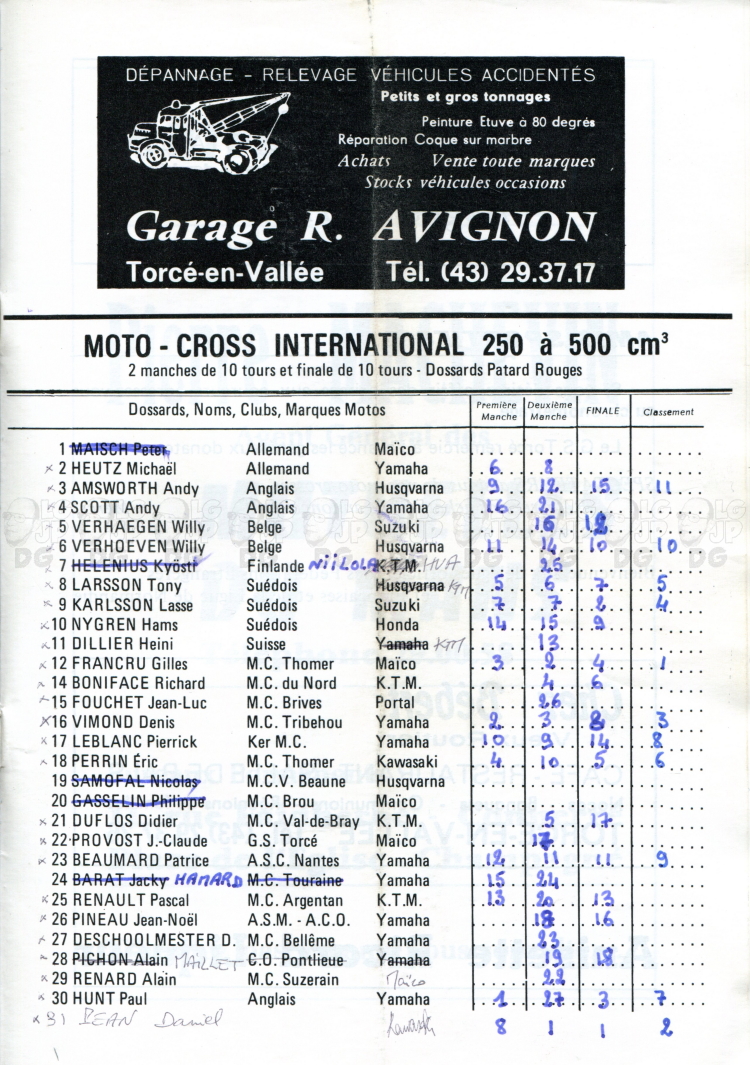 DÉPANNAGE - RELEVAGE VÉHICULES ACCIDENTÉS
Petits et gros tonnages
Peinture Etuve à 80 degrés
Réparation Coque sur marbre
Achats Vente toute marques
Stocks véhicules occasions
Garage R. AVIGNON
Torcé-en-Vallée Tél. (43) 29.37.17
MOTO - CROSS INTERNATIONAL 250 à 500 cm³
2 manches de 10 tours et finale de 10 tours - Dossards Patard Rouges
Dossards, Noms, Clubs, Marques Motos Première Manche Deuxième Manche FINALE Classement
1 MAISCH Peter Allemand Maïco
x 2 HEUTZ Michaël Allemand Yamaha 6 8
x 3 AMSWORTH Andy Anglais Husqvarna 9 12 15 11
x 4 SCOTT Andy Anglais Yamaha 16 21
x 5 VERHAEGEN Willy Belge Suzuki 16 12
x 6 VERHOEVEN Willy Belge Husqvarna 11 14 10 10
7 HELENIUS Kyösti Finlande NiiLOLA K.T.M. 25
x 8 LARSSON Tony Suédois Husqvarna KTM 5 6 7 5
x 9 KARLSSON Lasse Suédois Suzuki 7 7 2 4
x 10 NYGREN Hams Suédois Honda 14 15 9
x 11 DILLIER Heini Suisse Yamaha KTM 13
x 12 FRANCRU Gilles M.C. Thomer Maïco 3 2 4 1
14 BONIFACE Richard M.C. du Nord K.T.M. 4 6
15 FOUCHET Jean-Luc M.C. Brives Portal 26
x 16 VIMOND Denis M.C. Tribehou Yamaha 2 3 8 3
x 17 LEBLANC Pierrick Ker M.C. Yamaha 10 9 14 8
x 18 PERRIN Éric M.C. Thomer Kawasaki 4 10 5 6
19 SAMOFAL Nicolas M.C.V. Beaune Husqvarna
20 GASSELIN Philippe M.C. Brou Maïco
x 21 DUFLOS Didier M.C. Val-de-Bray K.T.M. 5 17
x 22 PROVOST J.-Claude G.S. Torcé Maïco 17
x 23 BEAUMARD Patrice A.S.C. Nantes Yamaha 12 11 11 9
24 BARAT Jacky HAMARD M.C. Touraine Yamaha 15 24
x 25 RENAULT Pascal M.C. Argentan K.T.M. 13 20 13
x 26 PINEAU Jean-Noël A.S.M. - A.C.O. Yamaha 18 16
x 27 DESCHOOLMESTER D. M.C. Bellême Yamaha 23
x 28 PICHON Alain MAILLET C.O. Pontlieue Yamaha 19 18
x 29 RENARD Alain M.C. Suzerain Maïco 22
x 30 HUNT Paul Anglais Yamaha 1 27 3 7
x 31 BEAN Daniel Kawasaki 8 1 1 2